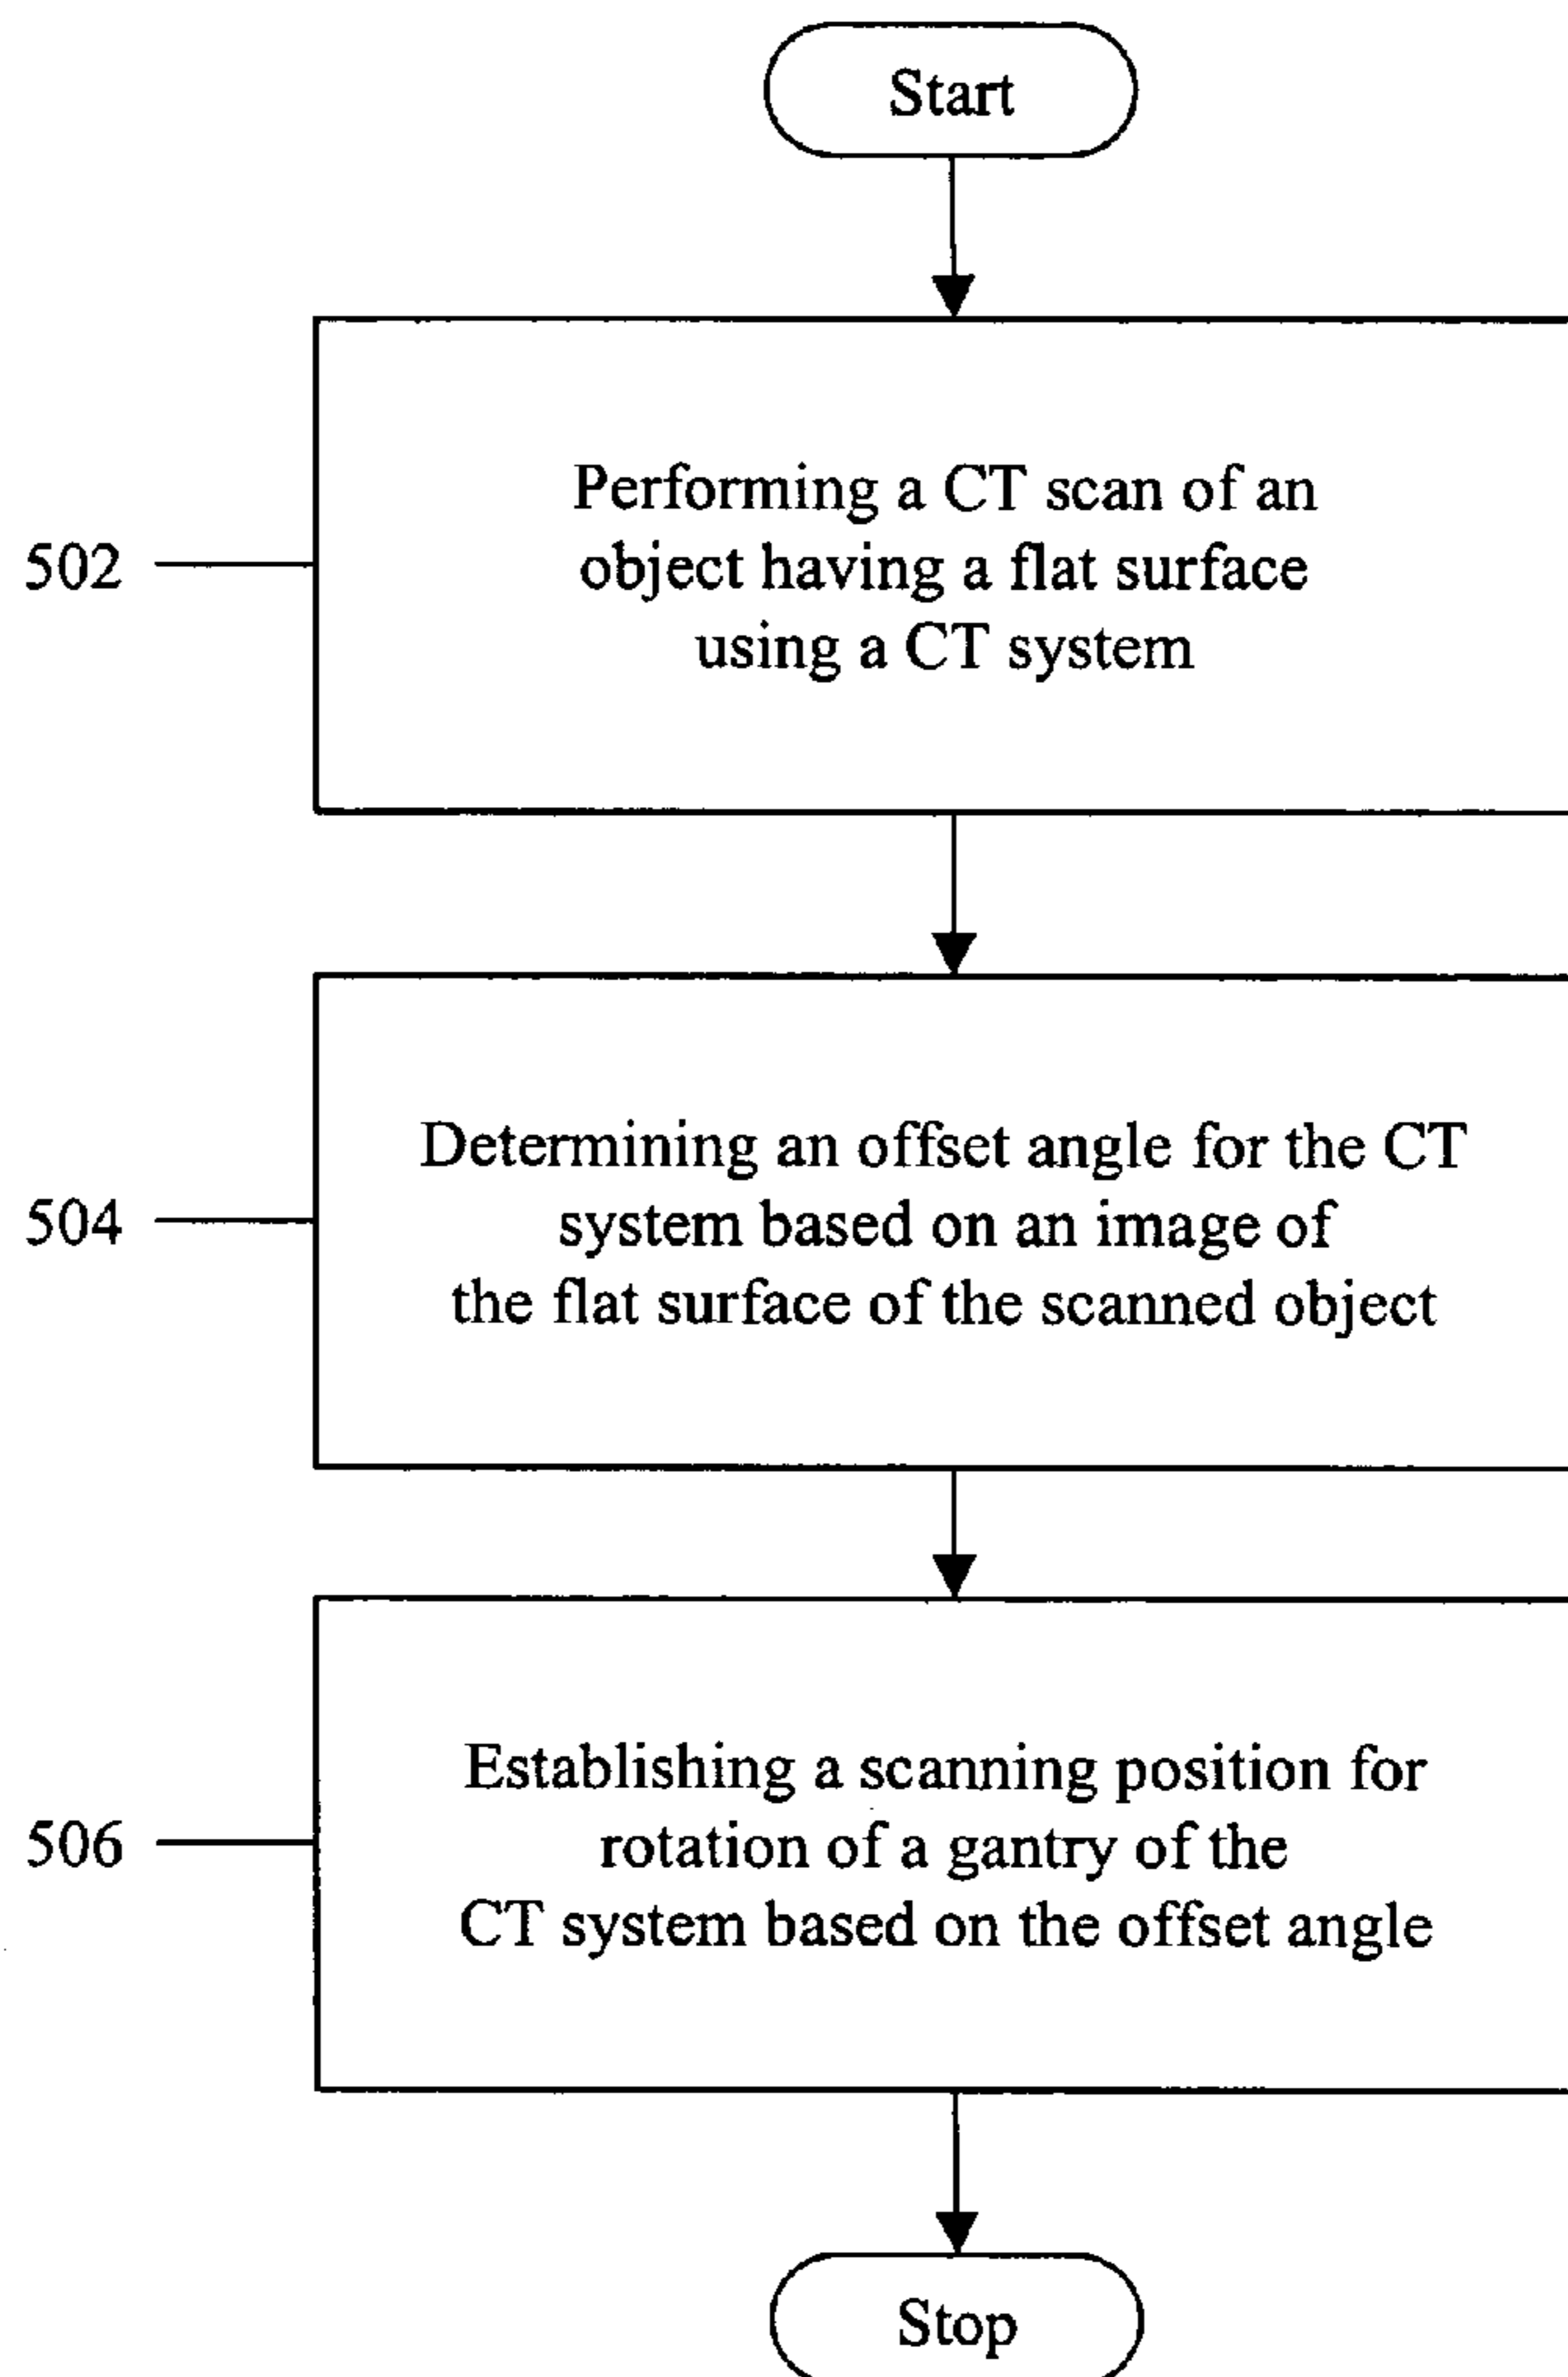 Start
502
Performing a CT scan of an
object having a flat surface
using a CT system
504
Determining an offset angle for the CT
system based on an image of
the flat surface of the scanned object
506
Establishing a scanning position for
rotation of a gantry of the
CT system based on the offset angle
Stop